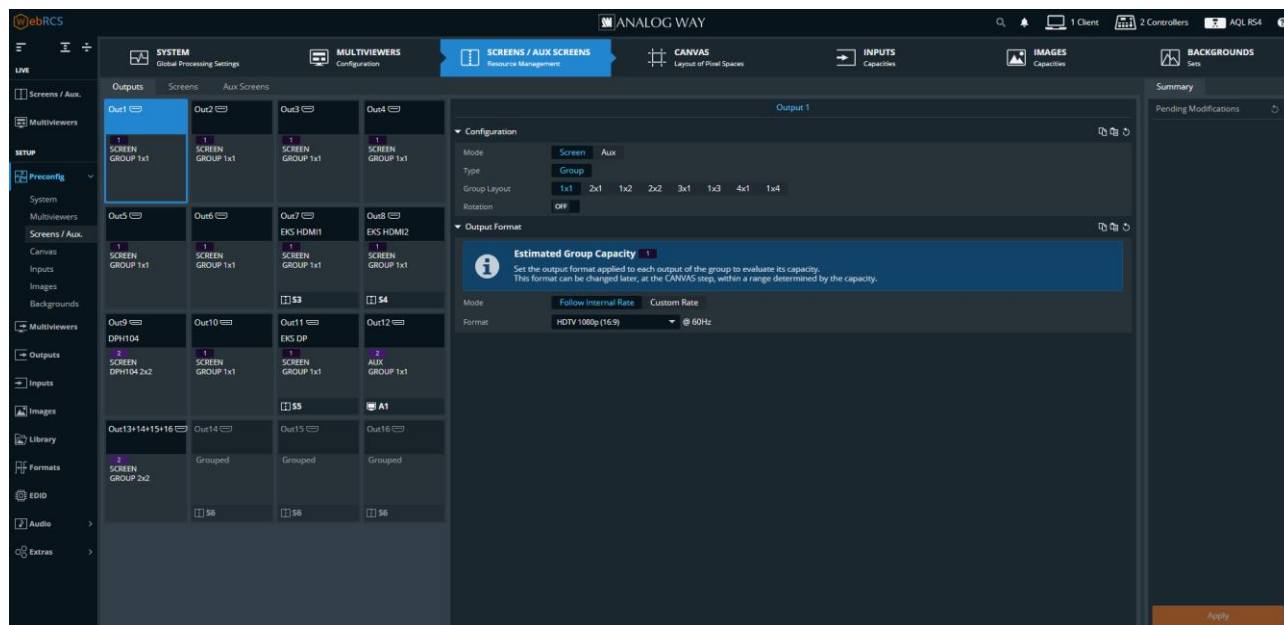 WebRCS
ANALOG WAY
1 Client
2 Controllers
AQL RS4
LIVE
Screens / Aux.
Multiviewers
SETUP
Preconfig
System
Multiviewers
Screens / Aux.
Canvas
Inputs
Images
Backgrounds
Multiviewers
Outputs
Inputs
Images
Library
Formats
EDID
Audio
Extras
SYSTEM
Global Processing Settings
MULTIVIEWERS
Configuration
SCREENS / AUX SCREENS
Resource Management
CANVAS
Layout of Pixel Spaces
INPUTS
Capacities
IMAGES
Capacities
BACKGROUNDS
Sets
Outputs Screens Aux Screens
Out1 Out2 Out3 Out4
1 1 1 1
SCREEN SCREEN SCREEN SCREEN
GROUP 1x1 GROUP 1x1 GROUP 1x1 GROUP 1x1
Out5 Out6 Out7 Out8
EKS HDMI1 EKS HDMI2
1 1 1 1
SCREEN SCREEN SCREEN SCREEN
GROUP 1x1 GROUP 1x1 GROUP 1x1 GROUP 1x1
S3 S4
Out9 Out10 Out11 Out12
DPH104 EKS DP
2 1 1 2
SCREEN SCREEN SCREEN AUX
DPH104 2x2 GROUP 1x1 GROUP 1x1 GROUP 1x1
S5 A1
Out13+14+15+16 Out14 Out15 Out16
2 Grouped Grouped Grouped
SCREEN
GROUP 2x2
S6 S6 S6
Output 1
Configuration
Mode Screen Aux
Type Group
Group Layout 1x1 2x1 1x2 2x2 3x1 1x3 4x1 1x4
Rotation OFF
Output Format
Estimated Group Capacity 1
Set the output format applied to each output of the group to evaluate its capacity.
This format can be changed later, at the CANVAS step, within a range determined by the capacity.
Mode Follow Internal Rate Custom Rate
Format HDTV 1080p (16:9) @ 60Hz
Summary
Pending Modifications
Apply